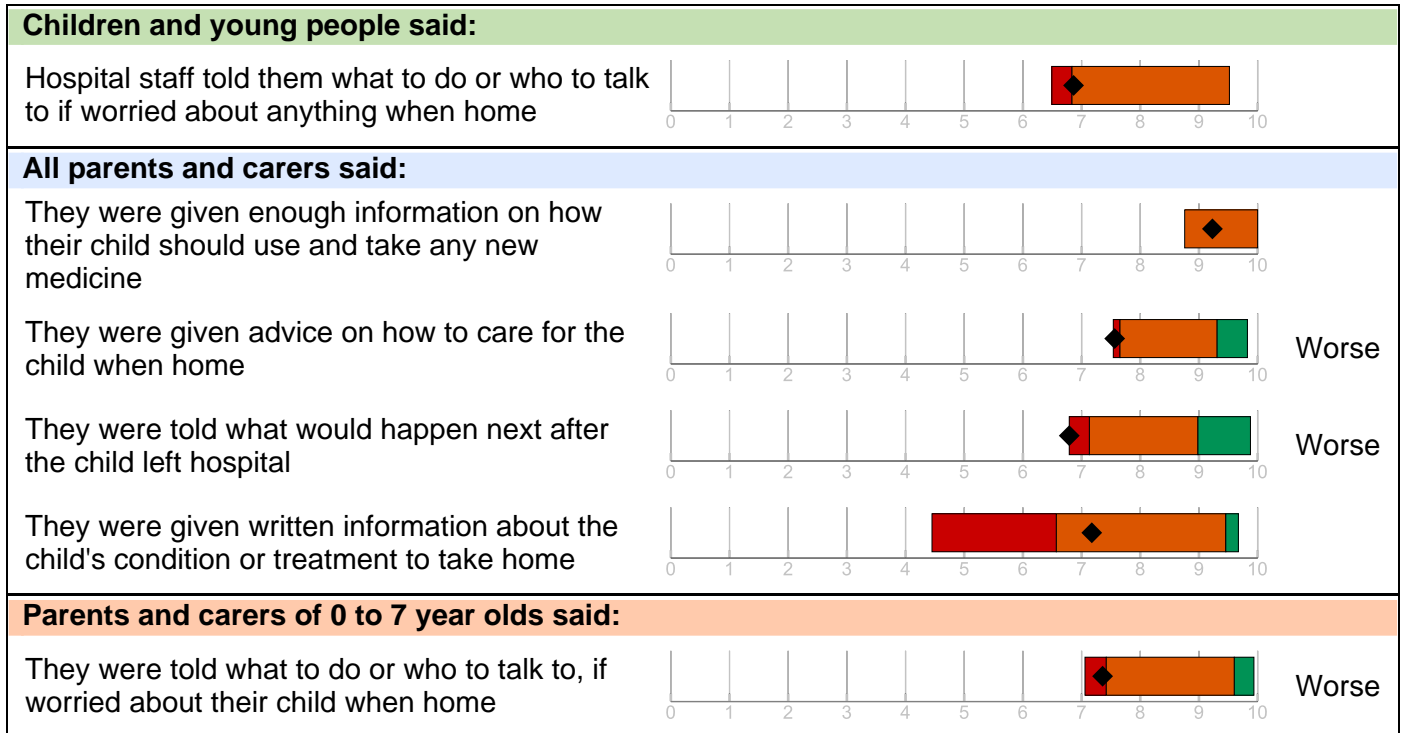 Children and young people said:
Hospital staff told them what to do or who to talk
to if worried about anything when home
0 1 2 3 4 5 6 7 8 9 10
All parents and carers said:
They were given enough information on how
their child should use and take any new
medicine
0 1 2 3 4 5 6 7 8 9 10
They were given advice on how to care for the
child when home
Worse
0 1 2 3 4 5 6 7 8 9 10
They were told what would happen next after
the child left hospital
Worse
0 1 2 3 4 5 6 7 8 9 10
They were given written information about the
child's condition or treatment to take home
0 1 2 3 4 5 6 7 8 9 10
Parents and carers of 0 to 7 year olds said:
They were told what to do or who to talk to, if
worried about their child when home
Worse
0 1 2 3 4 5 6 7 8 9 10